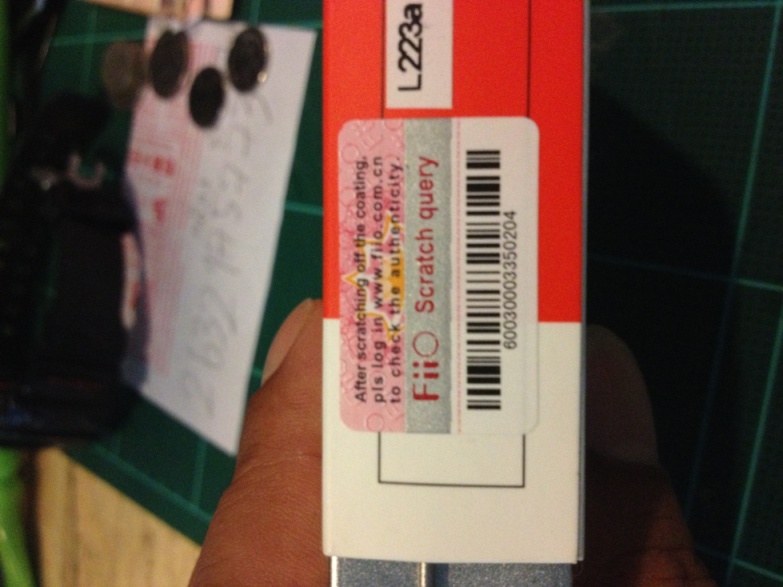 L223a
After scratching off the coating,
pls log in www.fiio.com.cn
to check the authenticity.
FiiO Scratch query
600300003350204